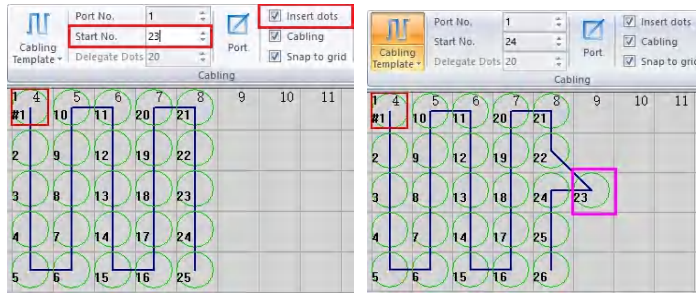 Port No. 1
Insert dots
Start No. 23
Cabling
Cabling Template
Port
Delegate Dots 20
Snap to grid
Cabling
1 4 5 6 7 8 9 10 11
#1 10 11 20 21
2 9 12 19 22
3 8 13 18 23
4 7 14 17 24
5 6 15 16 25
Port No. 1
Insert dots
Start No. 24
Cabling
Cabling Template
Port
Delegate Dots 20
Snap to grid
Cabling
1 4 5 6 7 8 9 10 11
#1 10 11 20 21
2 9 12 19 22
3 8 13 18 24 23
4 7 14 17 25
5 6 15 16 26